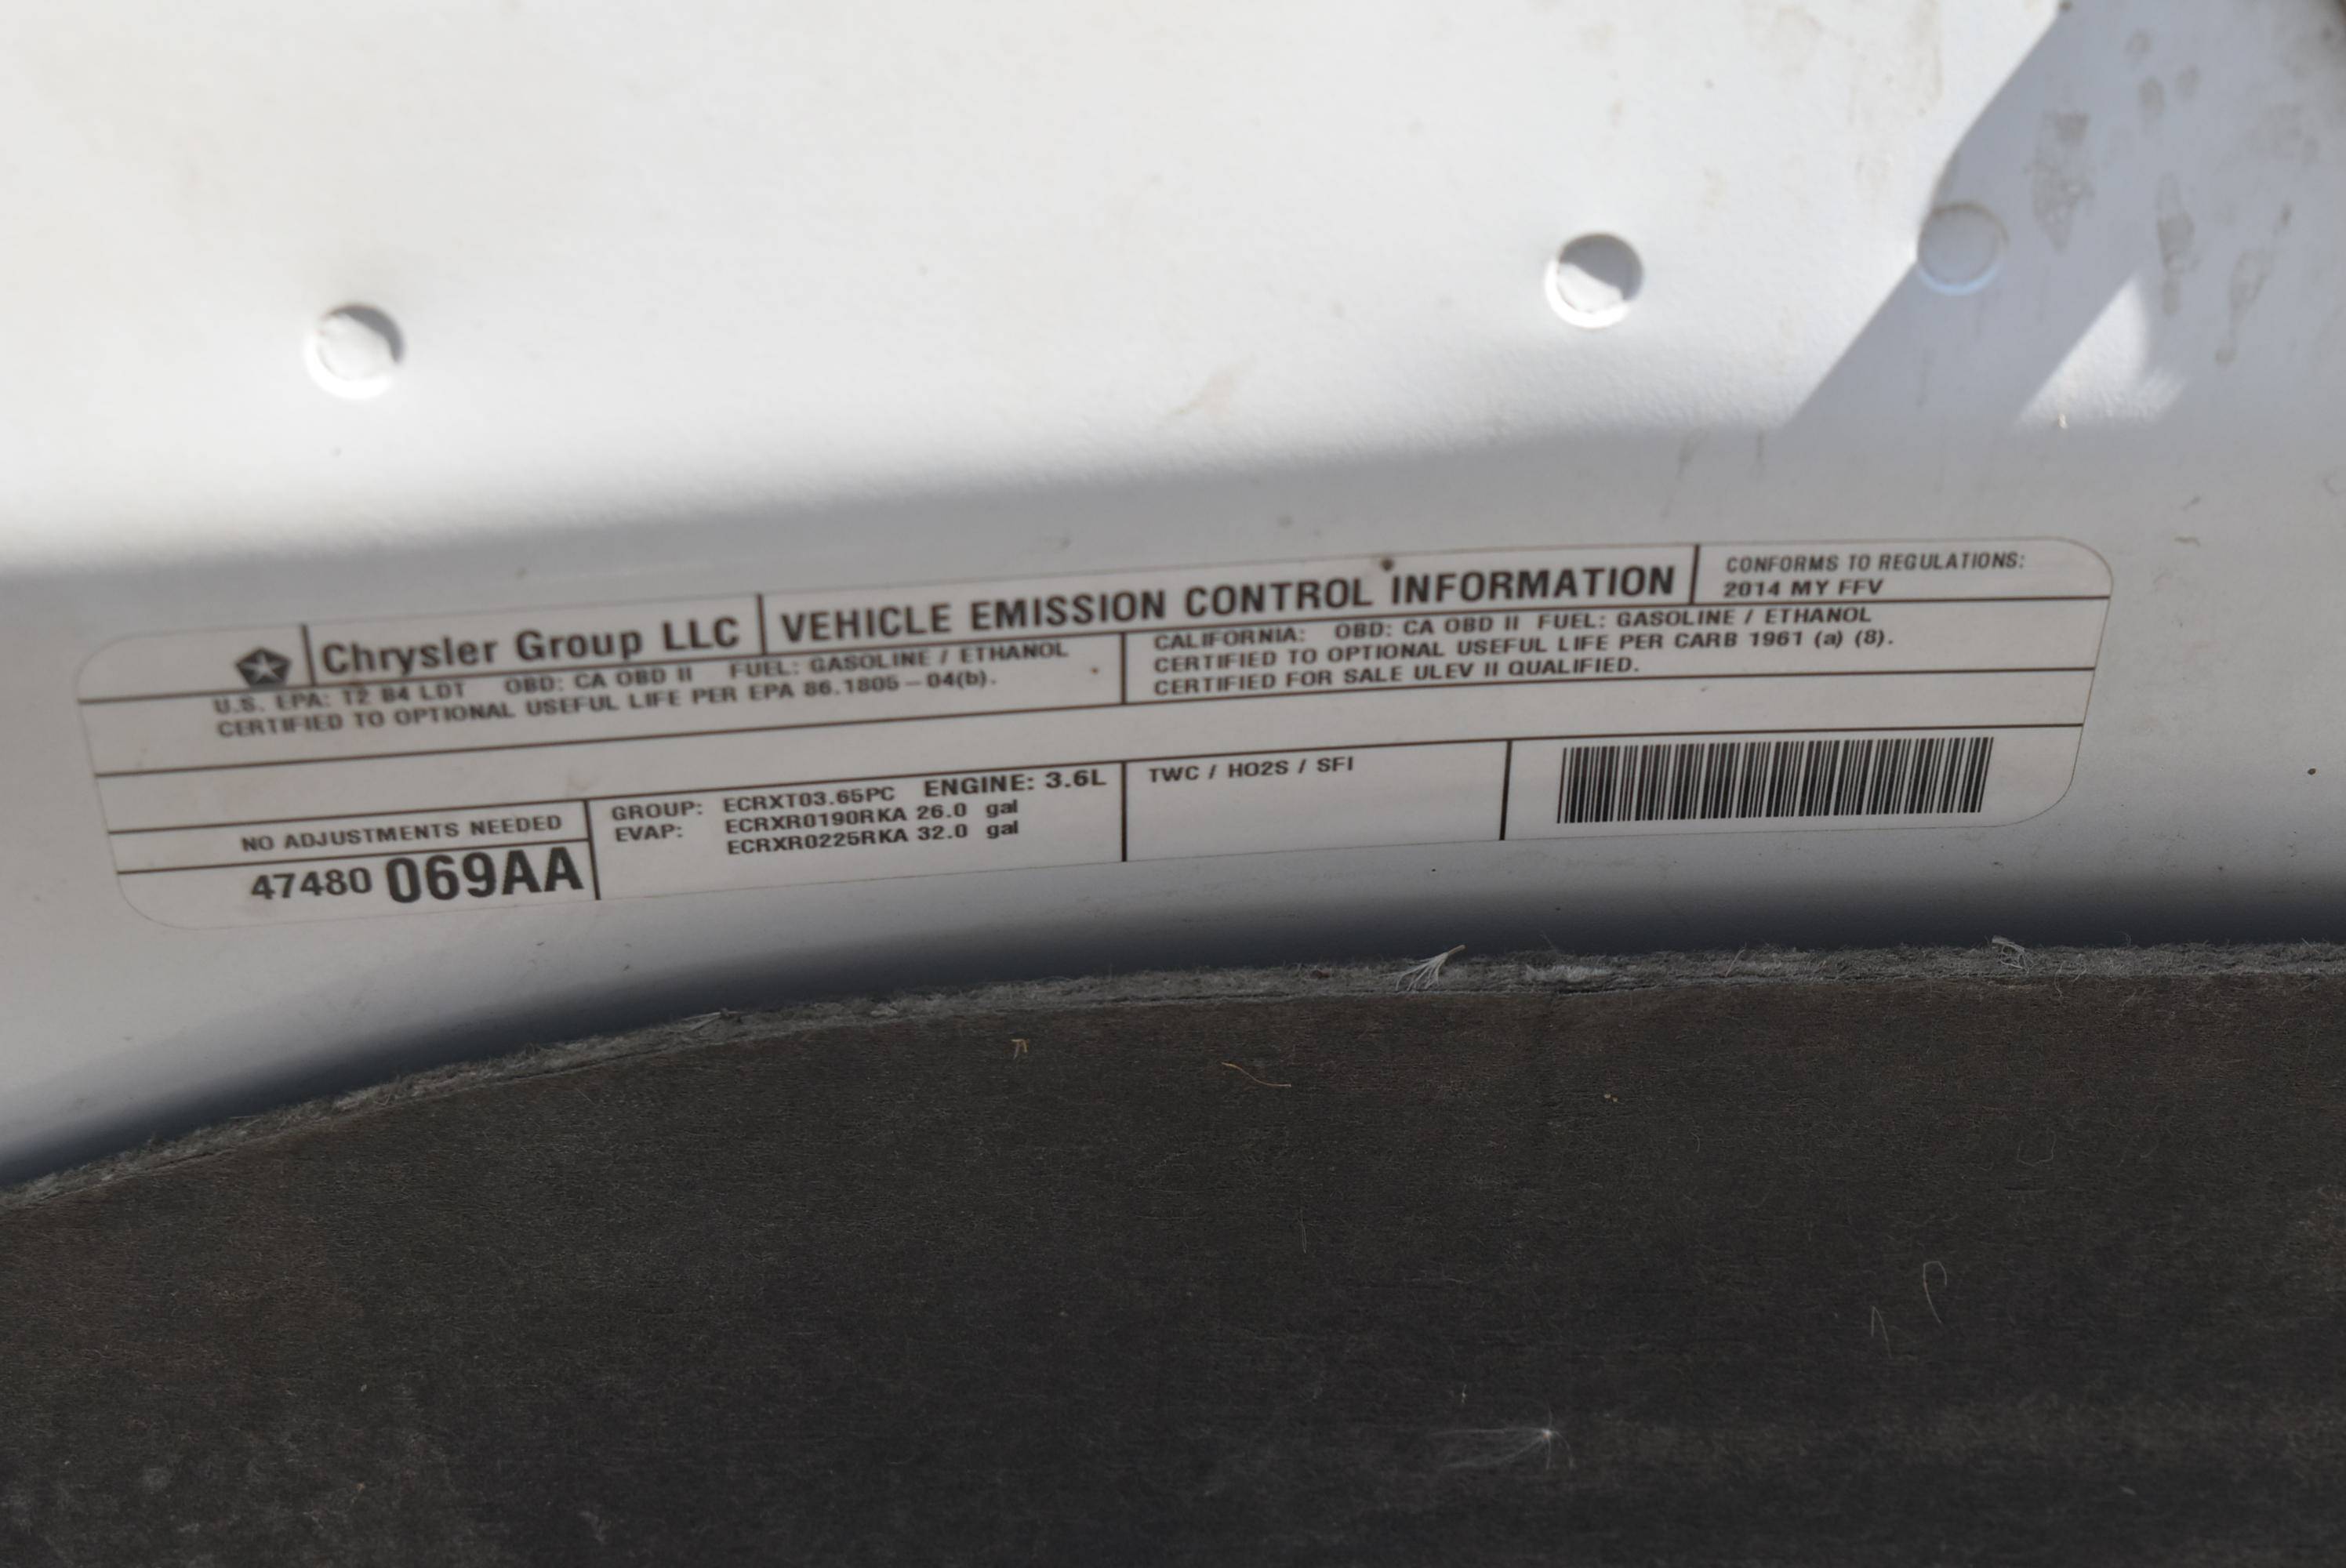 Chrysler Group LLC
VEHICLE EMISSION CONTROL INFORMATION
CONFORMS TO REGULATIONS:
2014 MY FFV
U.S. EPA: T2 B4 LDT OBD: CA OBD II FUEL: GASOLINE / ETHANOL
CERTIFIED TO OPTIONAL USEFUL LIFE PER EPA 86.1805 – 04(b).
CALIFORNIA: OBD: CA OBD II FUEL: GASOLINE / ETHANOL
CERTIFIED TO OPTIONAL USEFUL LIFE PER CARB 1961 (a) (8).
CERTIFIED FOR SALE ULEV II QUALIFIED.
NO ADJUSTMENTS NEEDED
47480 069AA
GROUP: ECRXT03.65PC ENGINE: 3.6L
EVAP: ECRXR0190RKA 26.0 gal
ECRXR0225RKA 32.0 gal
TWC / HO2S / SFI